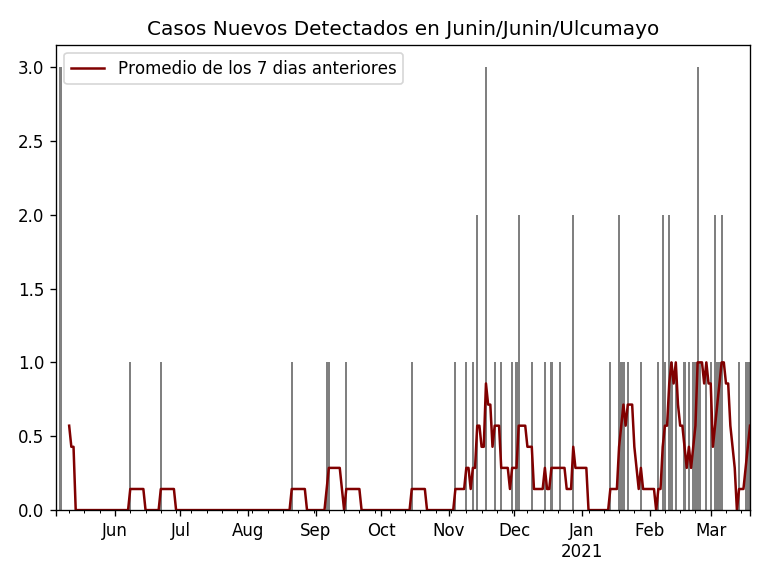 Casos Nuevos Detectados en Junin/Junin/Ulcumayo
Promedio de los 7 dias anteriores
3.0
2.5
2.0
1.5
1.0
0.5
0.0
Jun Jul Aug Sep Oct Nov Dec Jan Feb Mar
2021